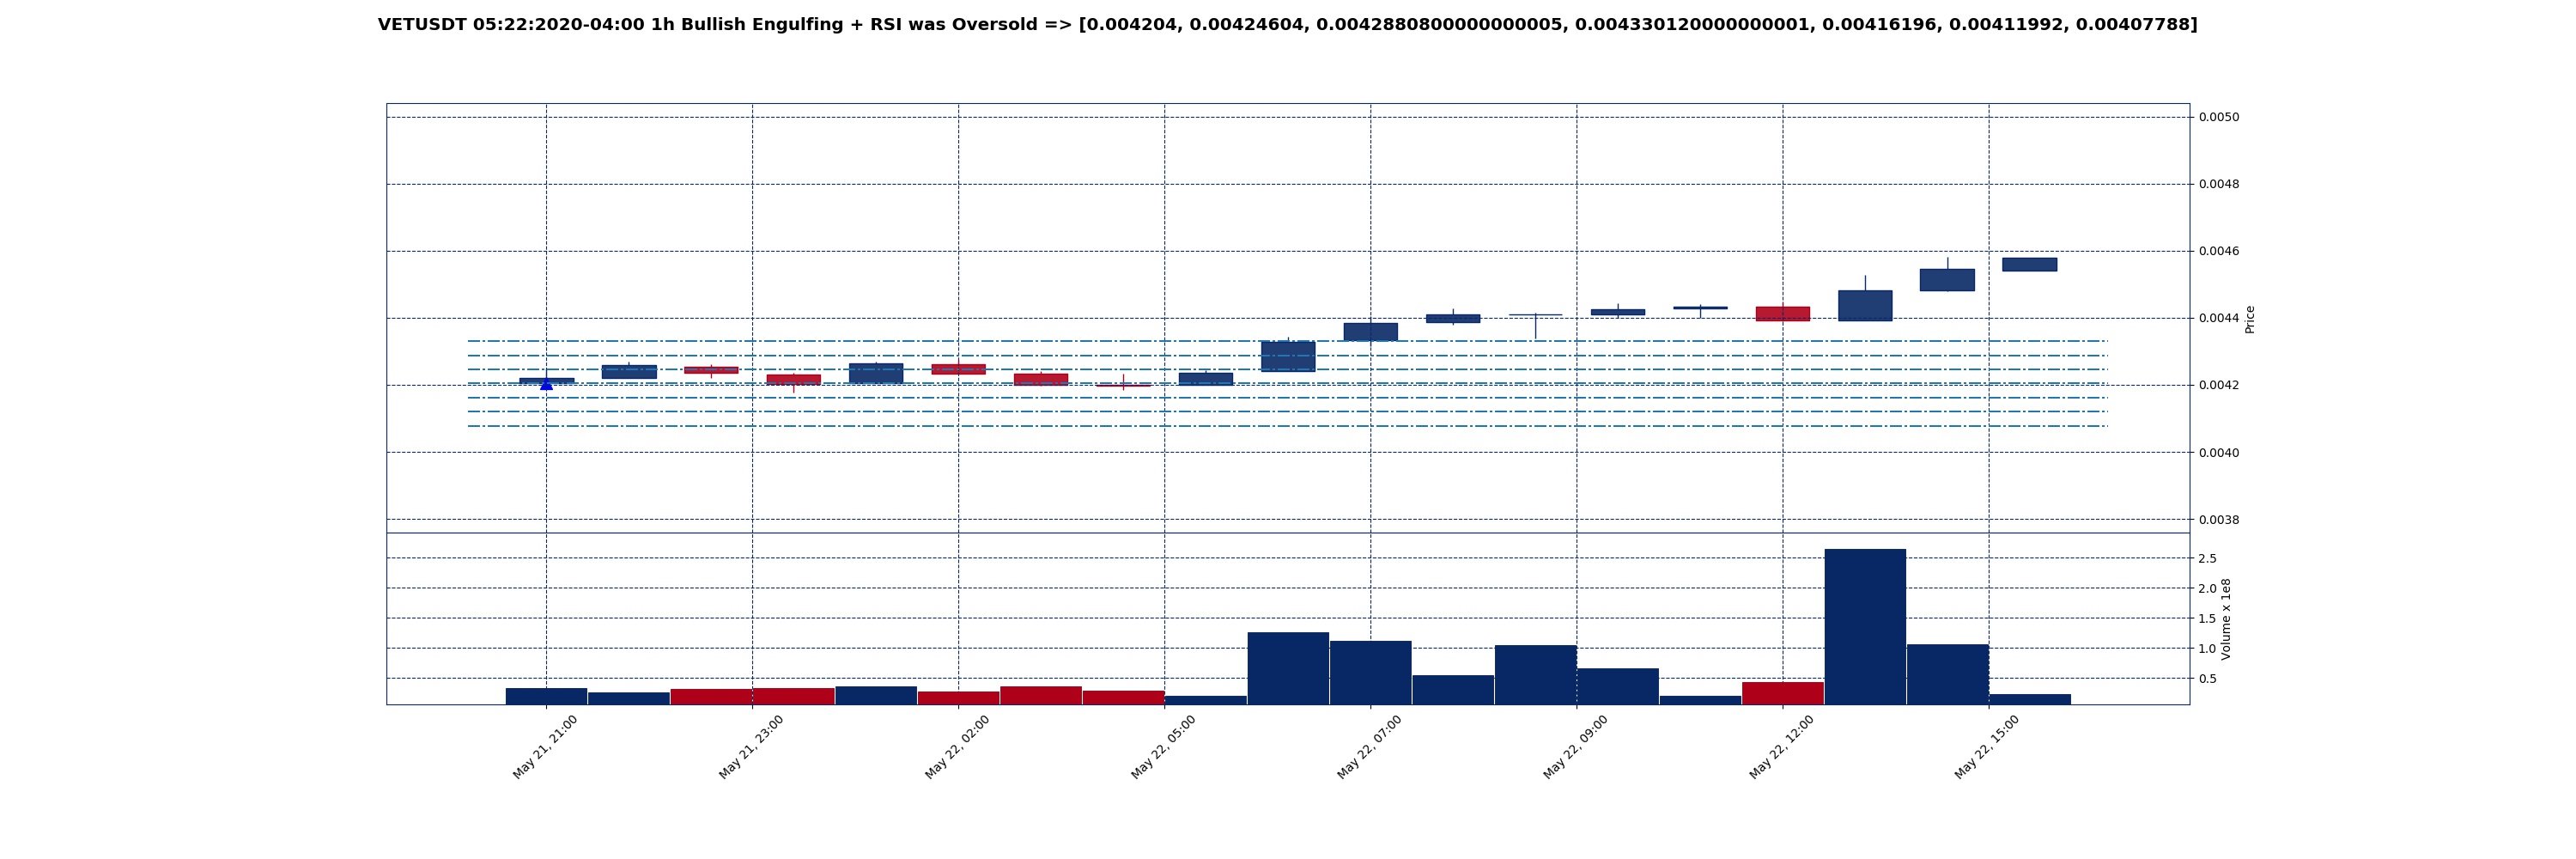 VETUSDT 05:22:2020-04:00 1h Bullish Engulfing + RSI was Oversold => [0.004204, 0.00424604, 0.0042880800000000005, 0.004330120000000001, 0.00416196, 0.00411992, 0.00407788]
0.0050
0.0048
0.0046
0.0044
0.0042
0.0040
0.0038
Price
2.5
2.0
1.5
1.0
0.5
Volume x 1e8
May 21, 21:00
May 21, 23:00
May 22, 02:00
May 22, 05:00
May 22, 07:00
May 22, 09:00
May 22, 12:00
May 22, 15:00